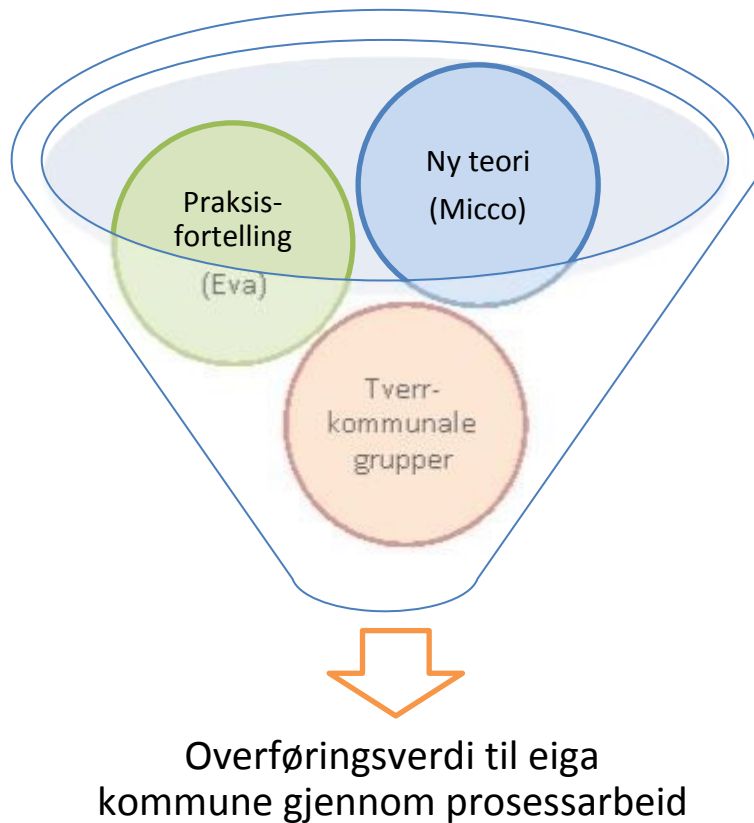 Praksis-
fortelling
(Eva)
Ny teori
(Micco)
Tverr-
kommunale
grupper
Overføringsverdi til eiga
kommune gjennom prosessarbeid